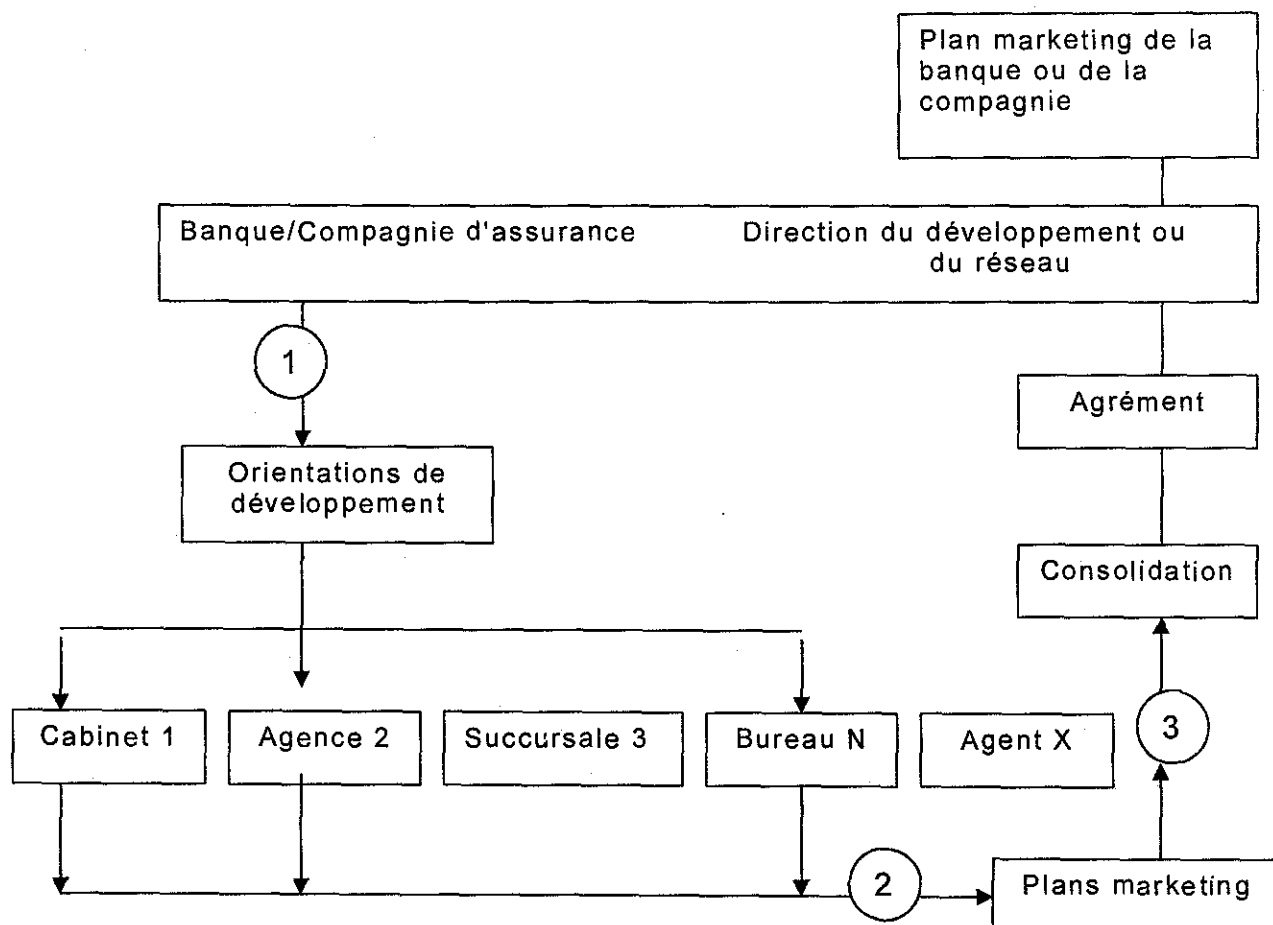 Plan marketing de la
banque ou de la
compagnie
Banque/Compagnie d'assurance
Direction du développement ou
du réseau
1
Agrément
Orientations de
développement
Consolidation
Cabinet 1
Agence 2
Succursale 3
Bureau N
Agent X
3
2
Plans marketing